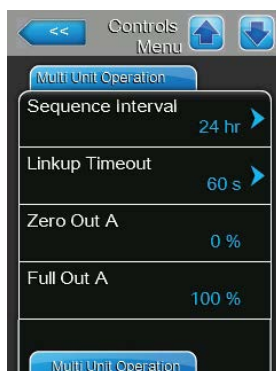 <<
Controls
Menu
Multi Unit Operation
Sequence Interval
24 hr
Linkup Timeout
60 s
Zero Out A
0 %
Full Out A
100 %
Multi Unit Operation